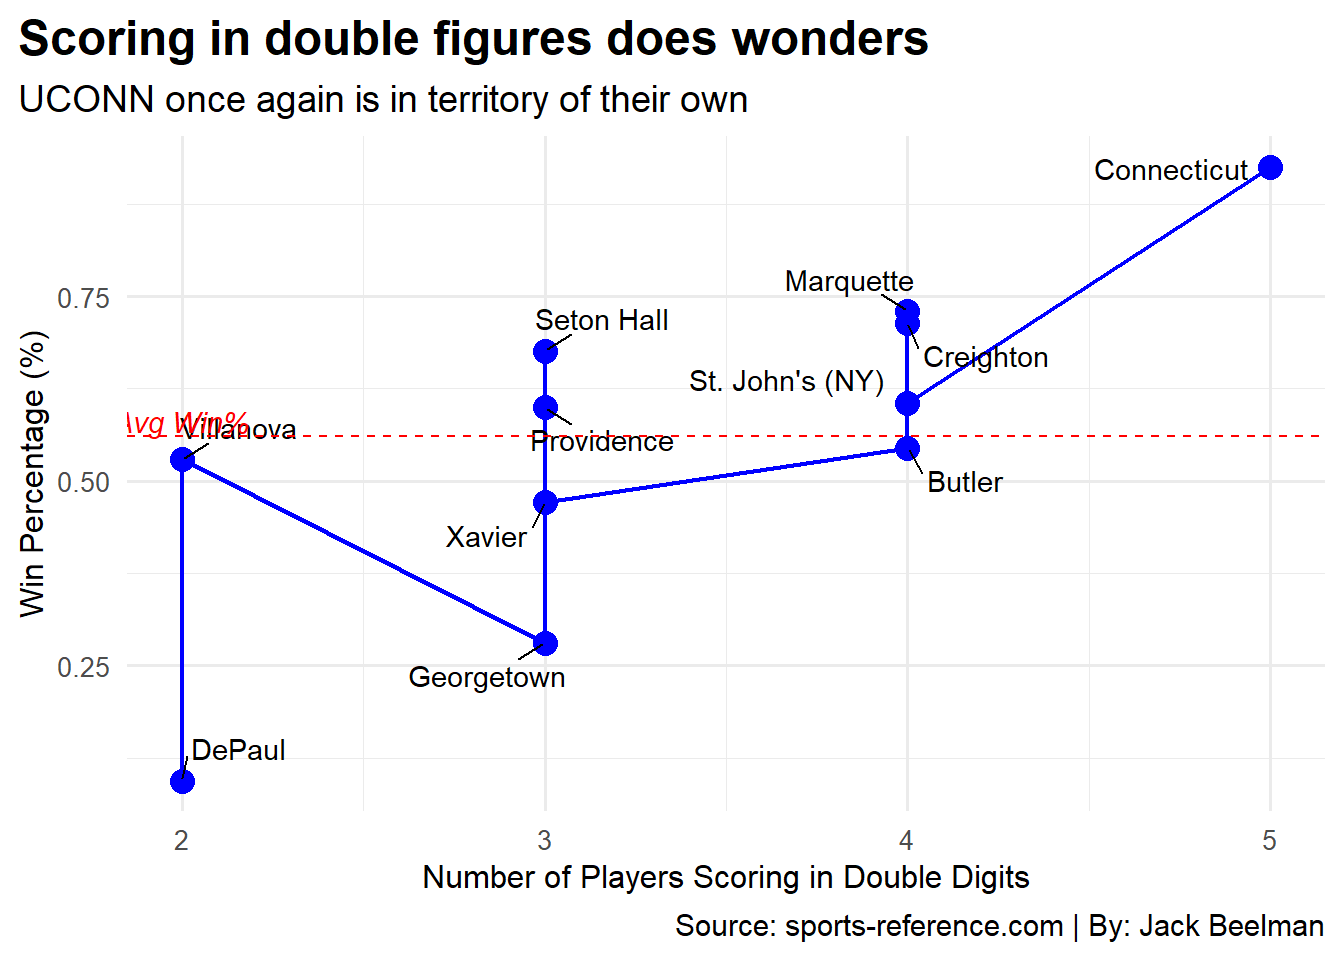 Scoring in double figures does wonders
UCONN once again is in territory of their own
Win Percentage (%)
0.75
0.50
0.25
Connecticut
Marquette
Seton Hall
Creighton
St. John's (NY)
Avg Win%
Villanova
Providence
Butler
Xavier
Georgetown
DePaul
2 3 4 5
Number of Players Scoring in Double Digits
Source: sports-reference.com | By: Jack Beelman